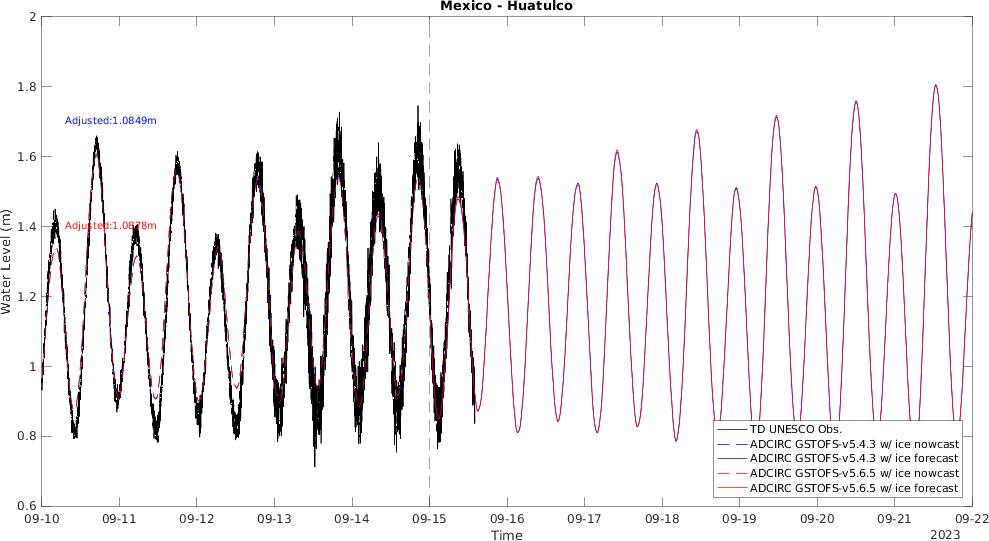 Mexico - Huatulco
2
1.8
1.6
1.4
1.2
1
0.8
0.6
Water Level (m)
Adjusted:1.0849m
Adjusted:1.0878m
TD UNESCO Obs.
ADCIRC GSTOFS-v5.4.3 w/ ice nowcast
ADCIRC GSTOFS-v5.4.3 w/ ice forecast
ADCIRC GSTOFS-v5.6.5 w/ ice nowcast
ADCIRC GSTOFS-v5.6.5 w/ ice forecast
09-10 09-11 09-12 09-13 09-14 09-15 09-16 09-17 09-18 09-19 09-20 09-21 09-22
Time
2023